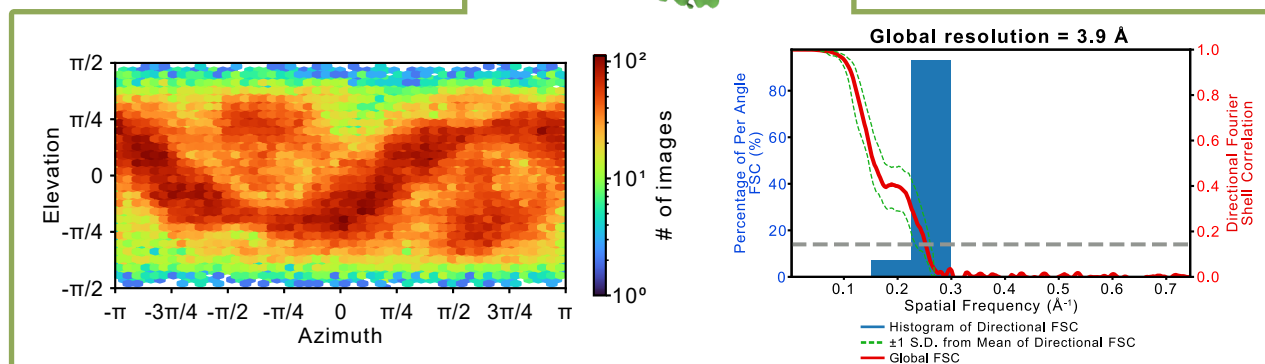 π/2
π/4
0
-π/4
-π/2
Elevation
-π
-3π/4
-π/2
-π/4
0
π/4
π/2
3π/4
π
Azimuth
10²
10¹
10⁰
# of images
Global resolution = 3.9 Å
80
60
40
20
0
Percentage of Per Angle
FSC (%)
1.0
0.8
0.6
0.4
0.2
0.0
Directional Fourier
Shell Correlation
0.1
0.2
0.3
0.4
0.5
0.6
0.7
Spatial Frequency (Å⁻¹)
Histogram of Directional FSC
±1 S.D. from Mean of Directional FSC
Global FSC